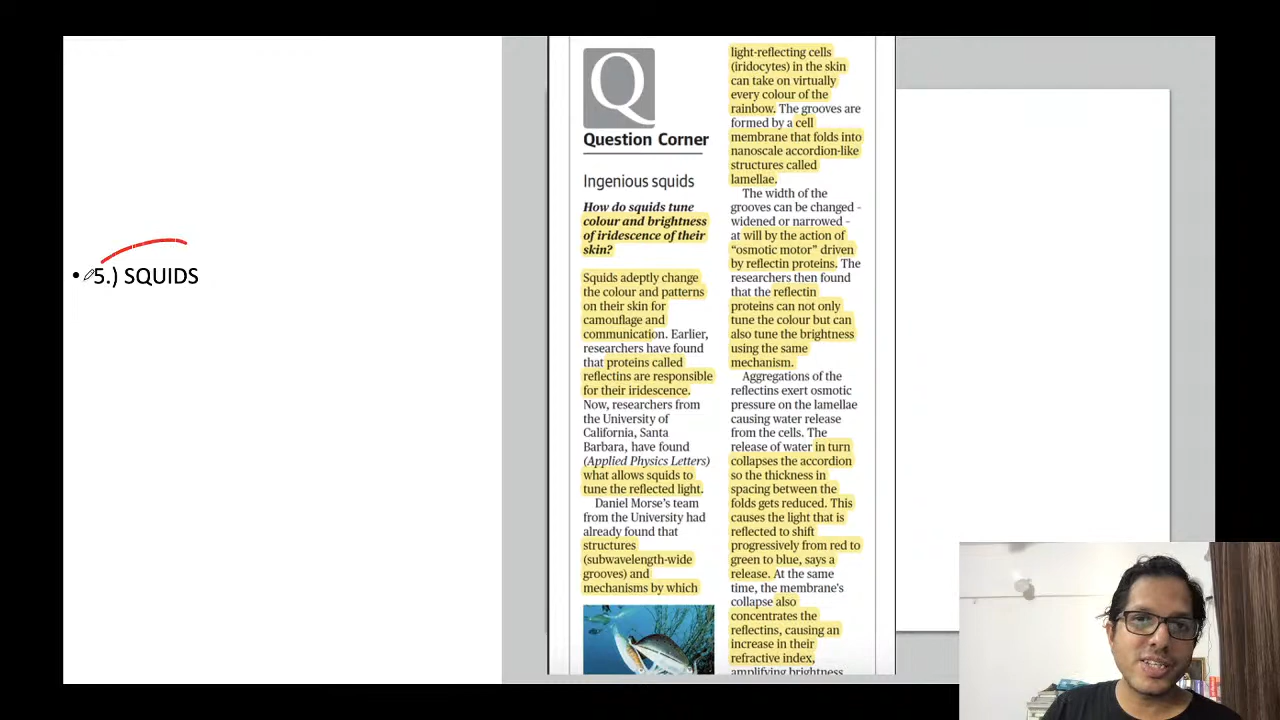 • 5.) SQUIDS
Q
Question Corner
Ingenious squids
How do squids tune
colour and brightness
of iridescence of their
skin?
Squids adeptly change
the colour and patterns
on their skin for
camouflage and
communication. Earlier,
researchers have found
that proteins called
reflectins are responsible
for their iridescence.
Now, researchers from
the University of
California, Santa
Barbara, have found
(Applied Physics Letters)
what allows squids to
tune the reflected light.
Daniel Morse's team
from the University had
already found that
structures
(subwavelength-wide
grooves) and
mechanisms by which
light-reflecting cells
(iridocytes) in the skin
can take on virtually
every colour of the
rainbow. The grooves are
formed by a cell
membrane that folds into
nanoscale accordion-like
structures called
lamellae.
The width of the
grooves can be changed -
widened or narrowed -
at will by the action of
“osmotic motor” driven
by reflectin proteins. The
researchers then found
that the reflectin
proteins can not only
tune the colour but can
also tune the brightness
using the same
mechanism.
Aggregations of the
reflectins exert osmotic
pressure on the lamellae
causing water release
from the cells. The
release of water in turn
collapses the accordion
so the thickness in
spacing between the
folds gets reduced. This
causes the light that is
reflected to shift
progressively from red to
green to blue, says a
release. At the same
time, the membrane's
collapse also
concentrates the
reflectins, causing an
increase in their
refractive index,
amplifying brightness